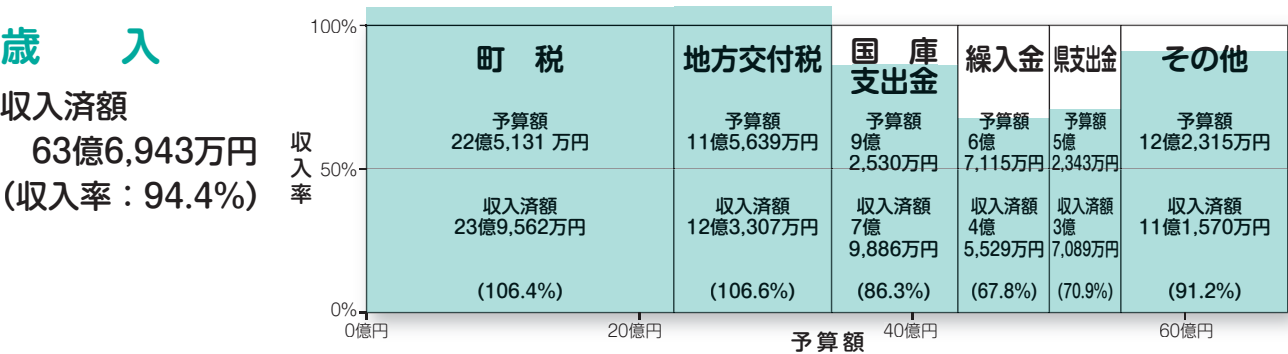 歳　入
収入済額
63億6,943万円
(収入率：94.4%)
収入率
100%
50%
0%
町　税
予算額
22億5,131 万円
収入済額
23億9,562万円
(106.4%)
地方交付税
予算額
11億5,639万円
収入済額
12億3,307万円
(106.6%)
国　庫
支出金
予算額
9億
2,530万円
収入済額
7億
9,886万円
(86.3%)
繰入金
予算額
6億
7,115万円
収入済額
4億
5,529万円
(67.8%)
県支出金
予算額
5億
2,343万円
収入済額
3億
7,089万円
(70.9%)
その他
予算額
12億2,315万円
収入済額
11億1,570万円
(91.2%)
0億円
20億円
40億円
60億円
予算額